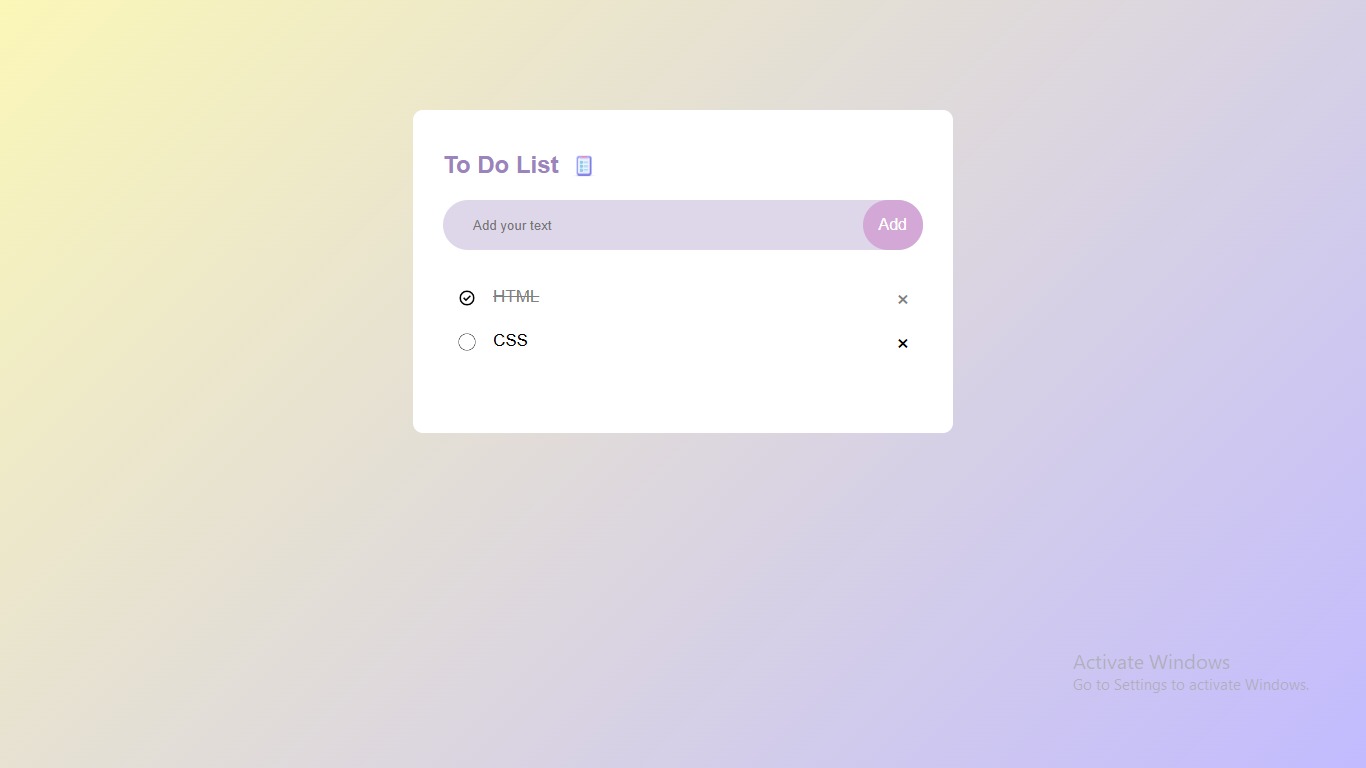 To Do List
Add your text
Add
HTML
CSS
Activate Windows
Go to Settings to activate Windows.